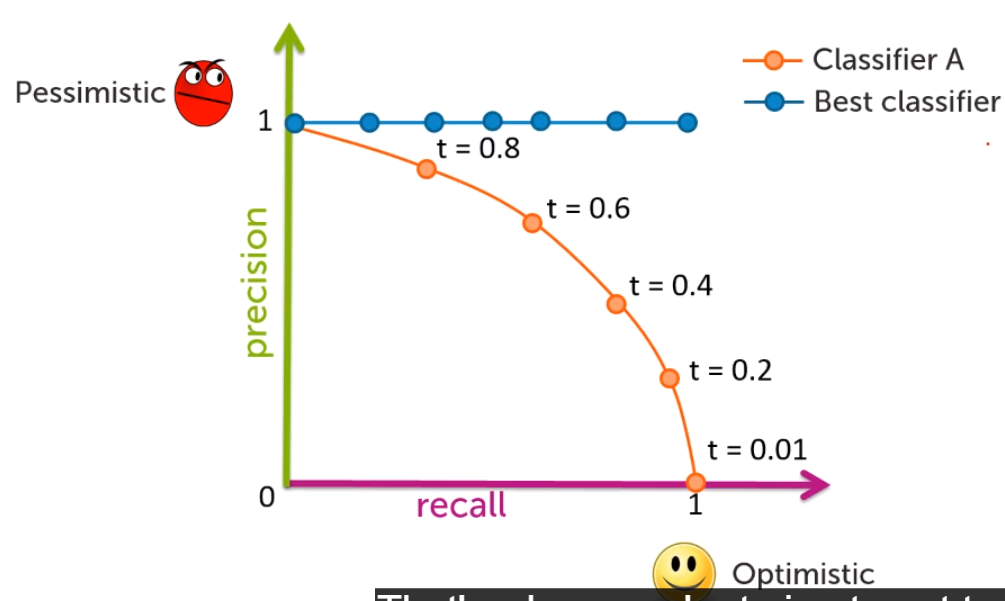 Pessimistic
Classifier A
Best classifier
1
t = 0.8
t = 0.6
t = 0.4
t = 0.2
t = 0.01
precision
0
recall
1
Optimistic